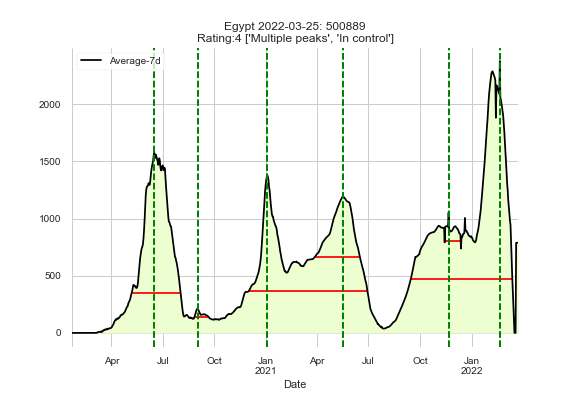 Egypt 2022-03-25: 500889
Rating:4 ['Multiple peaks', 'In control']
Average-7d
2000
1500
1000
500
0
Apr Jul Oct Jan Apr Jul Oct Jan
2021 2022
Date